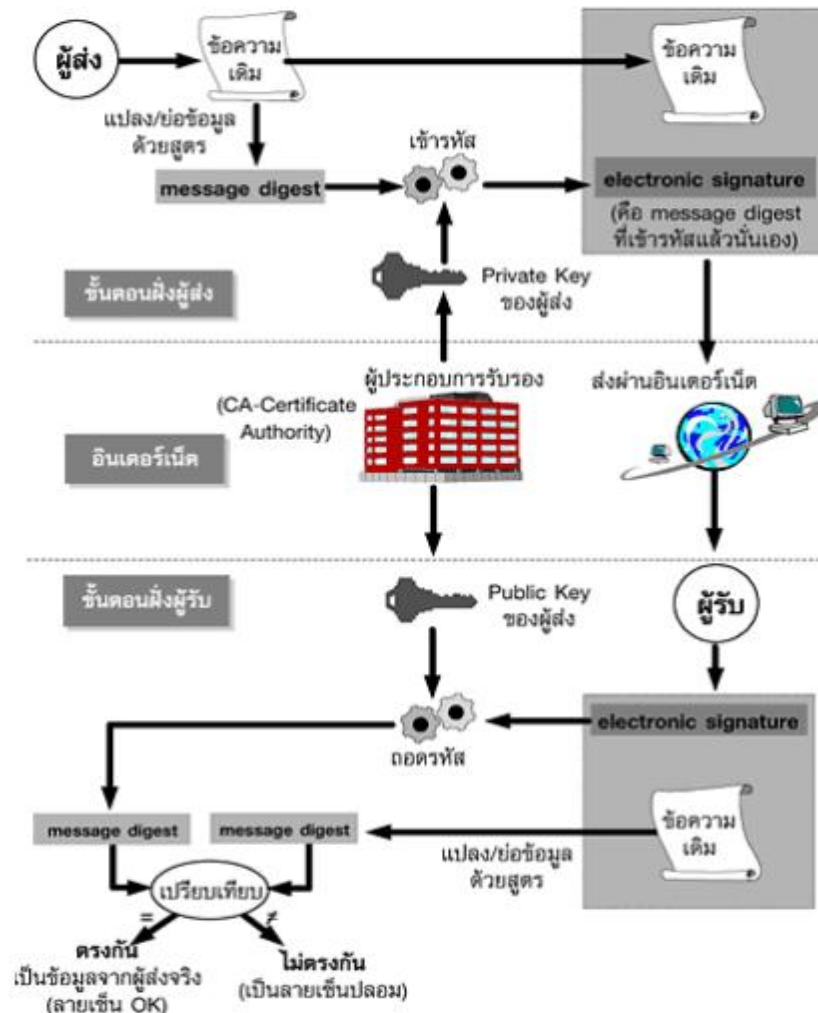 ผู้ส่ง
ข้อความ
เดิม
ข้อความ
เดิม
แปลง/ย่อข้อมูล
ด้วยสูตร
เข้ารหัส
message digest
electronic signature
(คือ message digest
ที่เข้ารหัสแล้วนั่นเอง)
Private Key
ของผู้ส่ง
ขั้นตอนฝั่งผู้ส่ง
ผู้ประกอบการรับรอง
(CA-Certificate
Authority)
ส่งผ่านอินเตอร์เน็ต
อินเตอร์เน็ต
ขั้นตอนฝั่งผู้รับ
Public Key
ของผู้ส่ง
ผู้รับ
electronic signature
ถอดรหัส
message digest
message digest
ข้อความ
เดิม
แปลง/ย่อข้อมูล
ด้วยสูตร
เปรียบเทียบ
= ≠
ตรงกัน
เป็นข้อมูลจากผู้ส่งจริง
(ลายเซ็น OK)
ไม่ตรงกัน
(เป็นลายเซ็นปลอม)